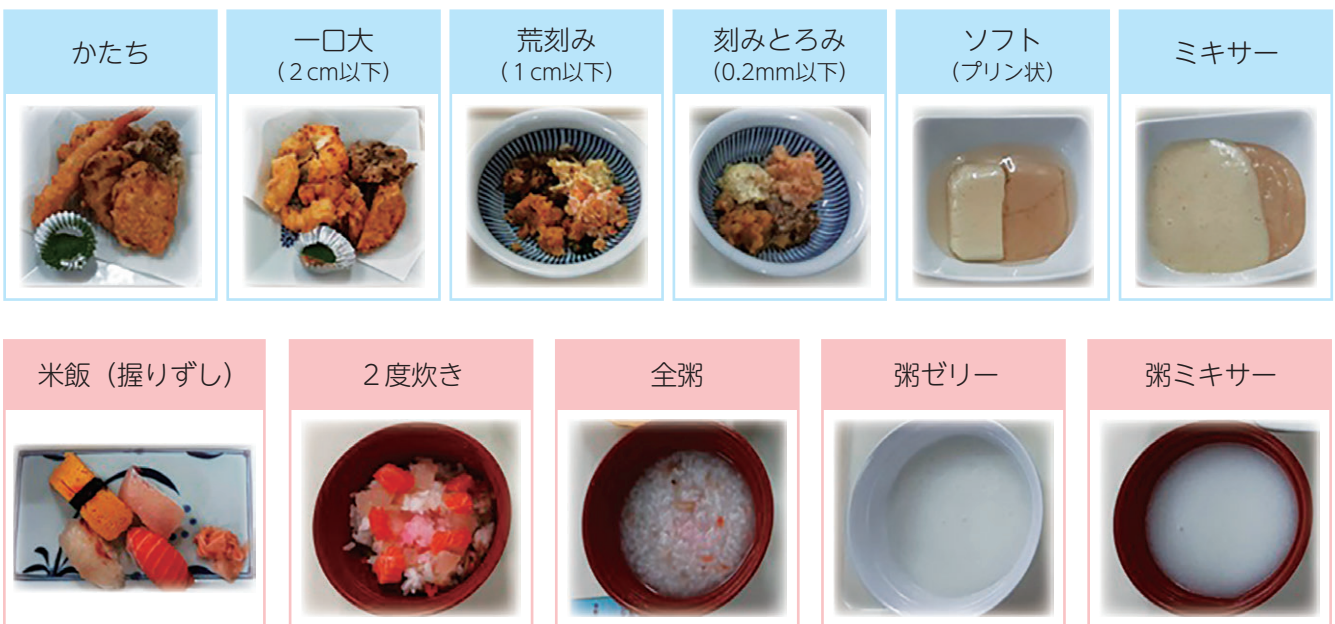 かたち
一口大
(2cm以下)
荒刻み
(1cm以下)
刻みとろみ
(0.2mm以下)
ソフト
(プリン状)
ミキサー
米飯（握りずし）
2度炊き
全粥
粥ゼリー
粥ミキサー